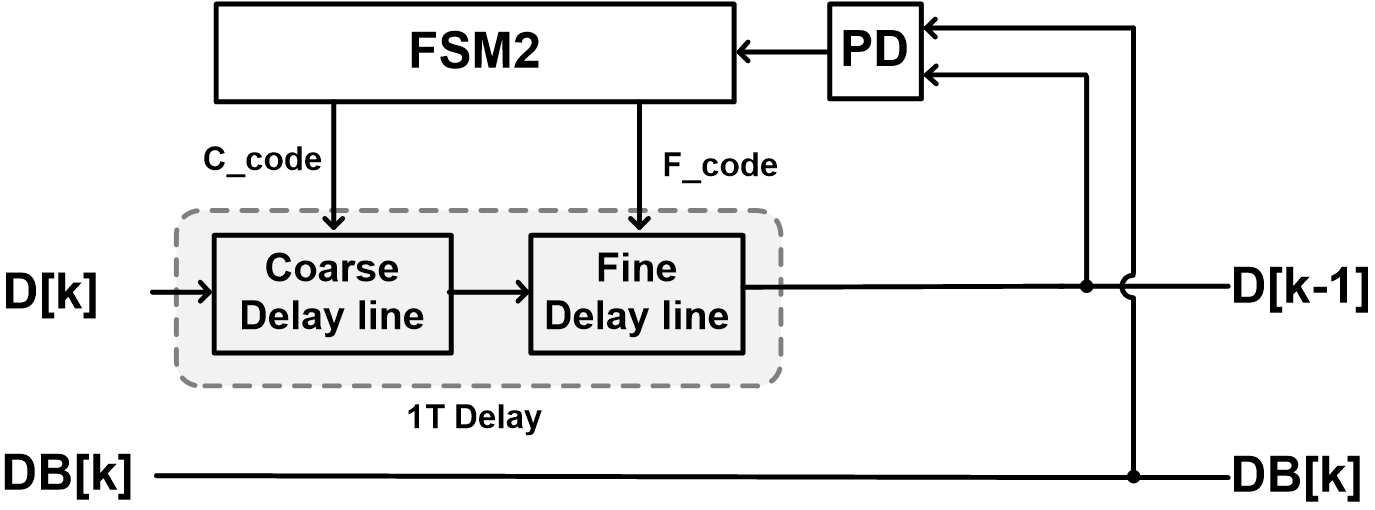 FSM2
PD
C_code
F_code
D[k]
Coarse
Delay line
Fine
Delay line
D[k-1]
1T Delay
DB[k]
DB[k]